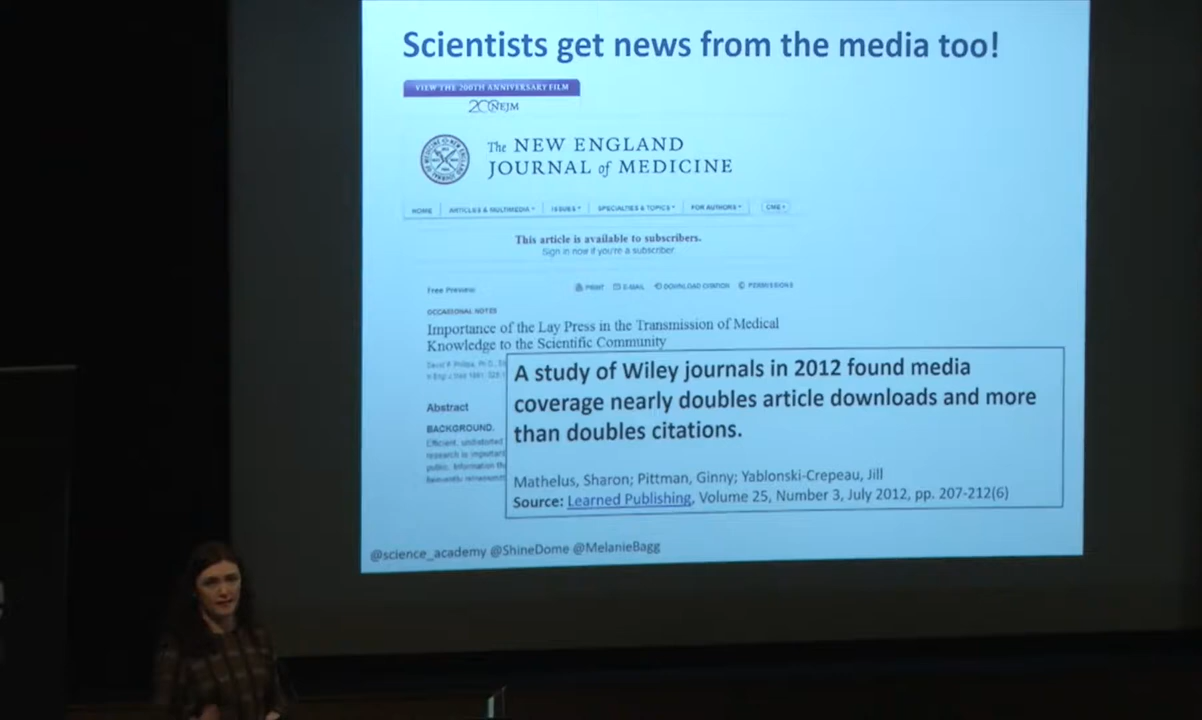 Scientists get news from the media too!
VIEW THE 200TH ANNIVERSARY FILM
200 NEJM
The NEW ENGLAND
JOURNAL of MEDICINE
HOME ARTICLES & MULTIMEDIA ISSUES SPECIALTIES & TOPICS FOR AUTHORS CME
This article is available to subscribers.
Sign in now if you're a subscriber
Free Preview
PRINT E-MAIL DOWNLOAD CITATION PERMISSIONS
OCCASIONAL NOTES
Importance of the Lay Press in the Transmission of Medical
Knowledge to the Scientific Community
A study of Wiley journals in 2012 found media
coverage nearly doubles article downloads and more
than doubles citations.
Abstract
BACKGROUND.
research is important
Mathelus, Sharon; Pittman, Ginny; Yablonski-Crepeau, Jill
Source: Learned Publishing, Volume 25, Number 3, July 2012, pp. 207-212(6)
@science_academy @ShineDome @MelanieBagg